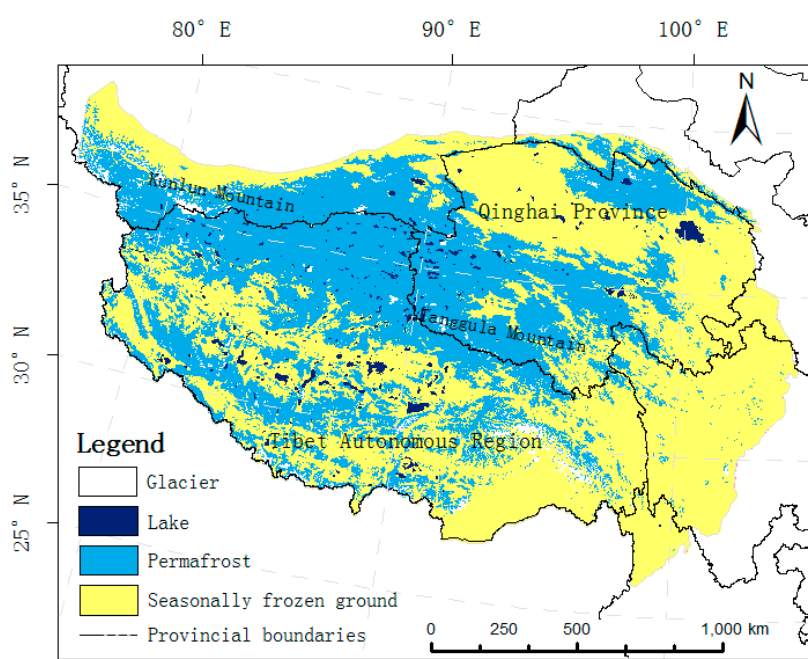 80° E 90° E 100° E
N
35° N
Kunlun Mountain
Qinghai Province
Tanggula Mountain
30° N
Tibet Autonomous Region
25° N
Legend
Glacier
Lake
Permafrost
Seasonally frozen ground
Provincial boundaries
0 250 500 1,000 km